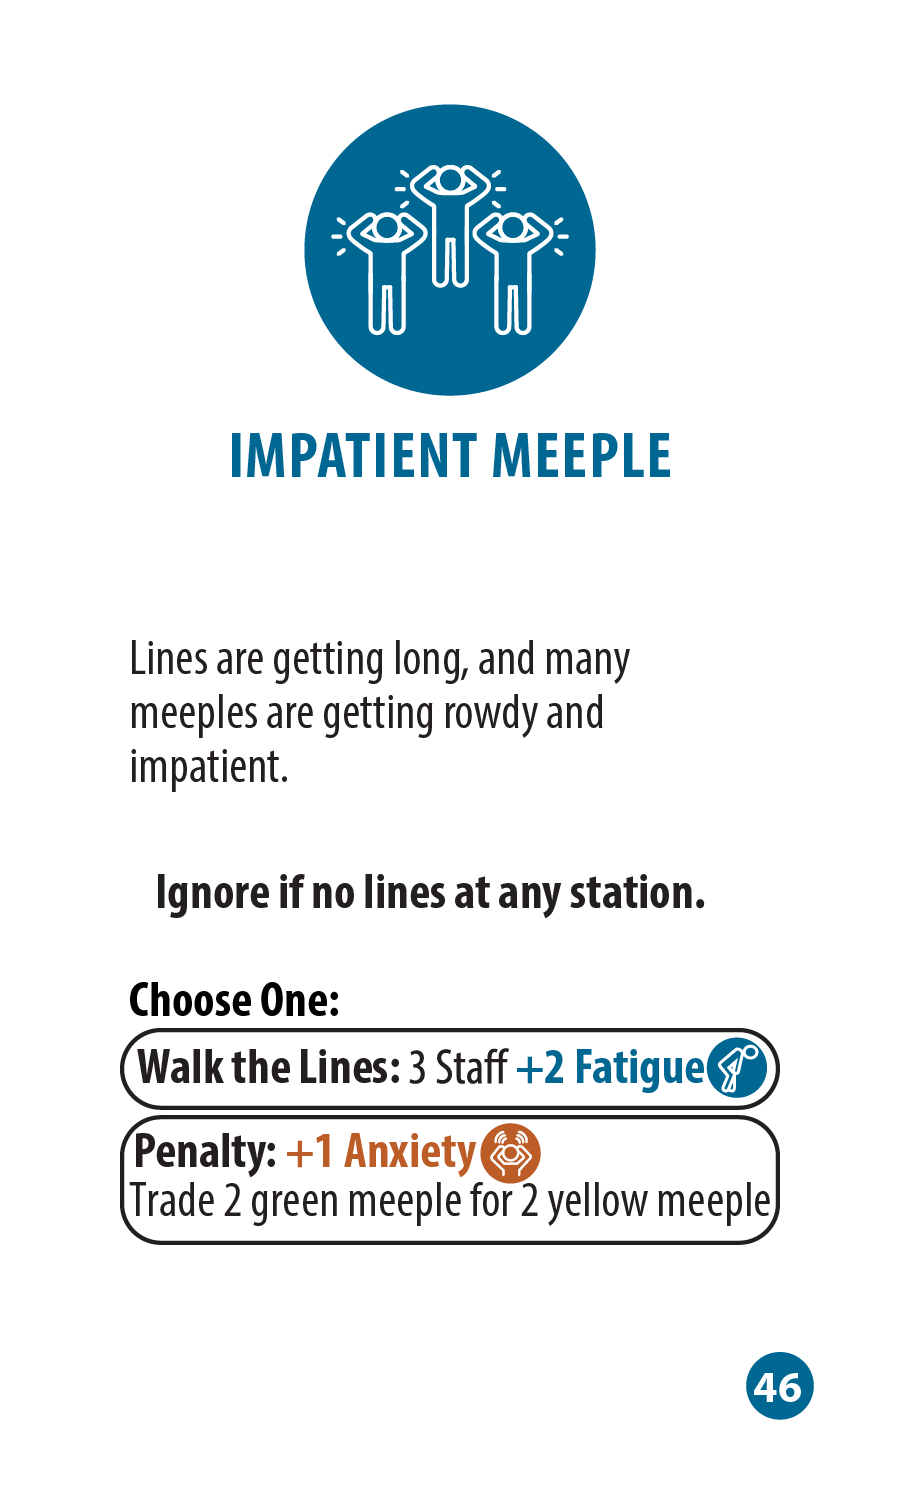 IMPATIENT MEEPLE
Lines are getting long, and many
meeples are getting rowdy and
impatient.
Ignore if no lines at any station.
Choose One:
Walk the Lines: 3 Staff +2 Fatigue
Penalty: +1 Anxiety
Trade 2 green meeple for 2 yellow meeple
46